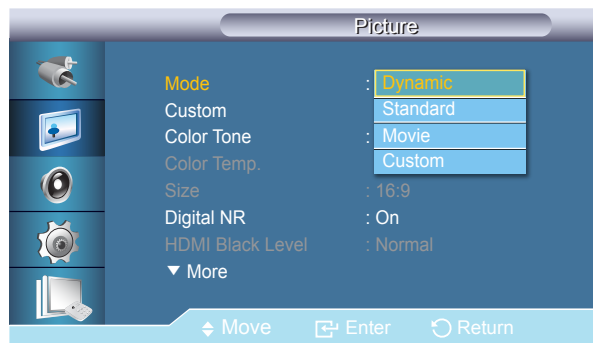 Picture
Mode : Dynamic
Custom Standard
Color Tone : Movie
Color Temp. Custom
Size : 16:9
Digital NR : On
HDMI Black Level : Normal
▼ More
Move Enter Return